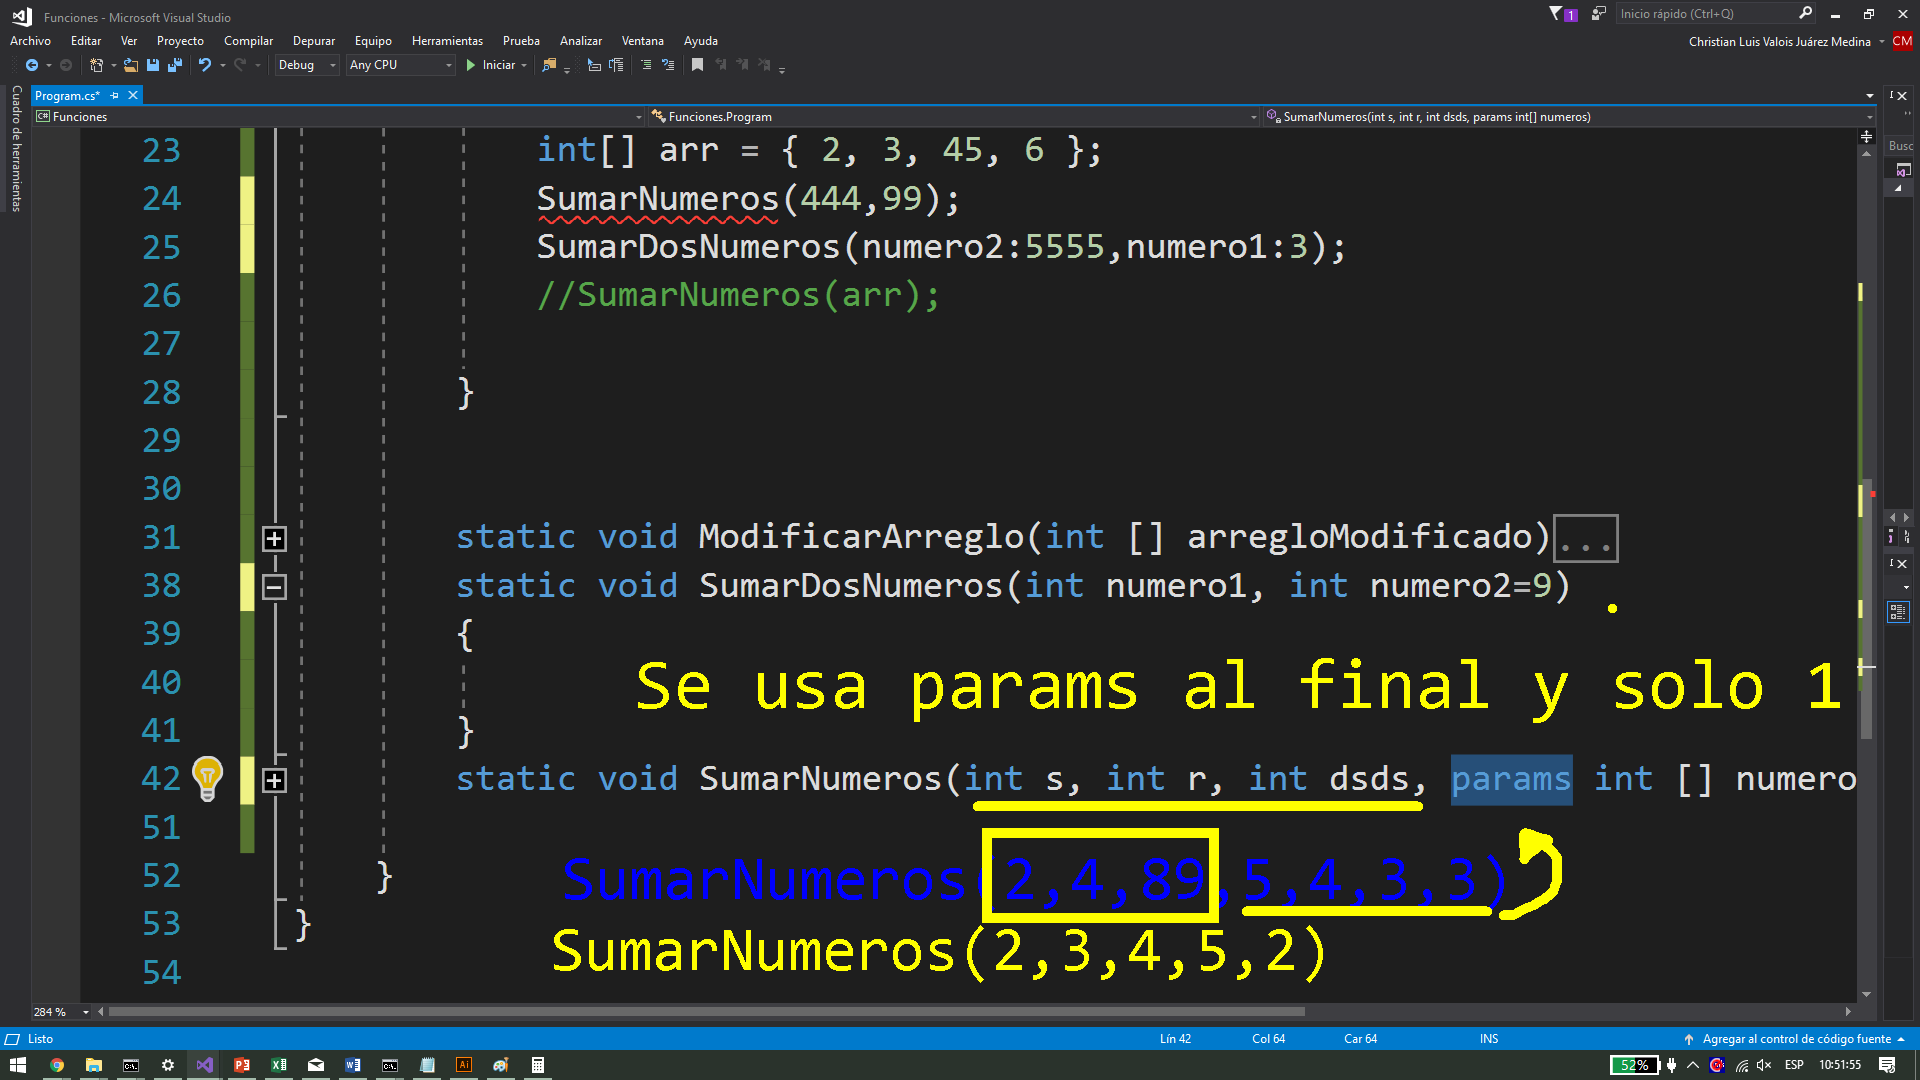 Funciones - Microsoft Visual Studio
1
Inicio rápido (Ctrl+Q)
Archivo Editar Ver Proyecto Compilar Depurar Equipo Herramientas Prueba Analizar Ventana Ayuda
Christian Luis Valois Juárez Medina CM
Debug Any CPU Iniciar
Cuadro de herramientas
Program.cs*
C# Funciones
Funciones.Program
SumarNumeros(int s, int r, int dsds, params int[] numeros)
Busc
23 int[] arr = { 2, 3, 45, 6 };
24 SumarNumeros(444,99);
25 SumarDosNumeros(numero2:5555,numero1:3);
26 //SumarNumeros(arr);
27
28 }
29
30
31 static void ModificarArreglo(int [] arregloModificado)...
38 static void SumarDosNumeros(int numero1, int numero2=9)
39 {
40 Se usa params al final y solo 1
41 }
42 static void SumarNumeros(int s, int r, int dsds, params int [] numero
51
52 } SumarNumeros(2,4,89,5,4,3,3)
53 }
SumarNumeros(2,3,4,5,2)
54
284 %
Listo
Lín 42 Col 64 Car 64 INS
Agregar al control de código fuente
52% ESP 10:51:55